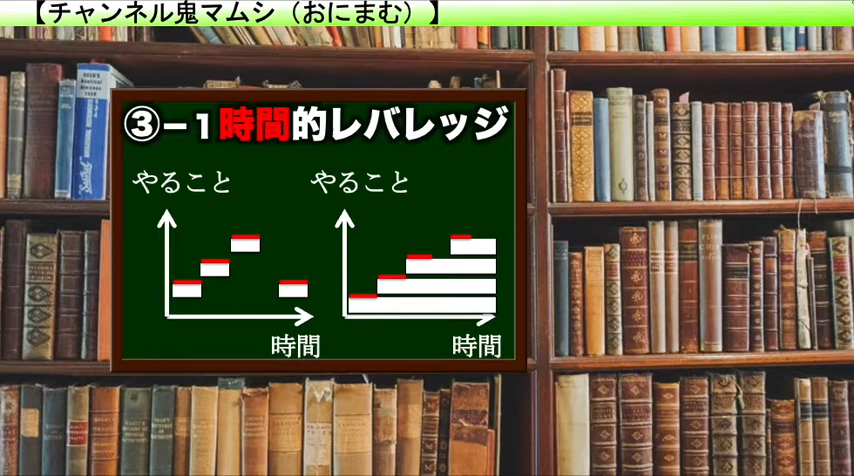 【チャンネル鬼マムシ（おにまむ）】
③－1時間的レバレッジ
やること
やること
時間
時間